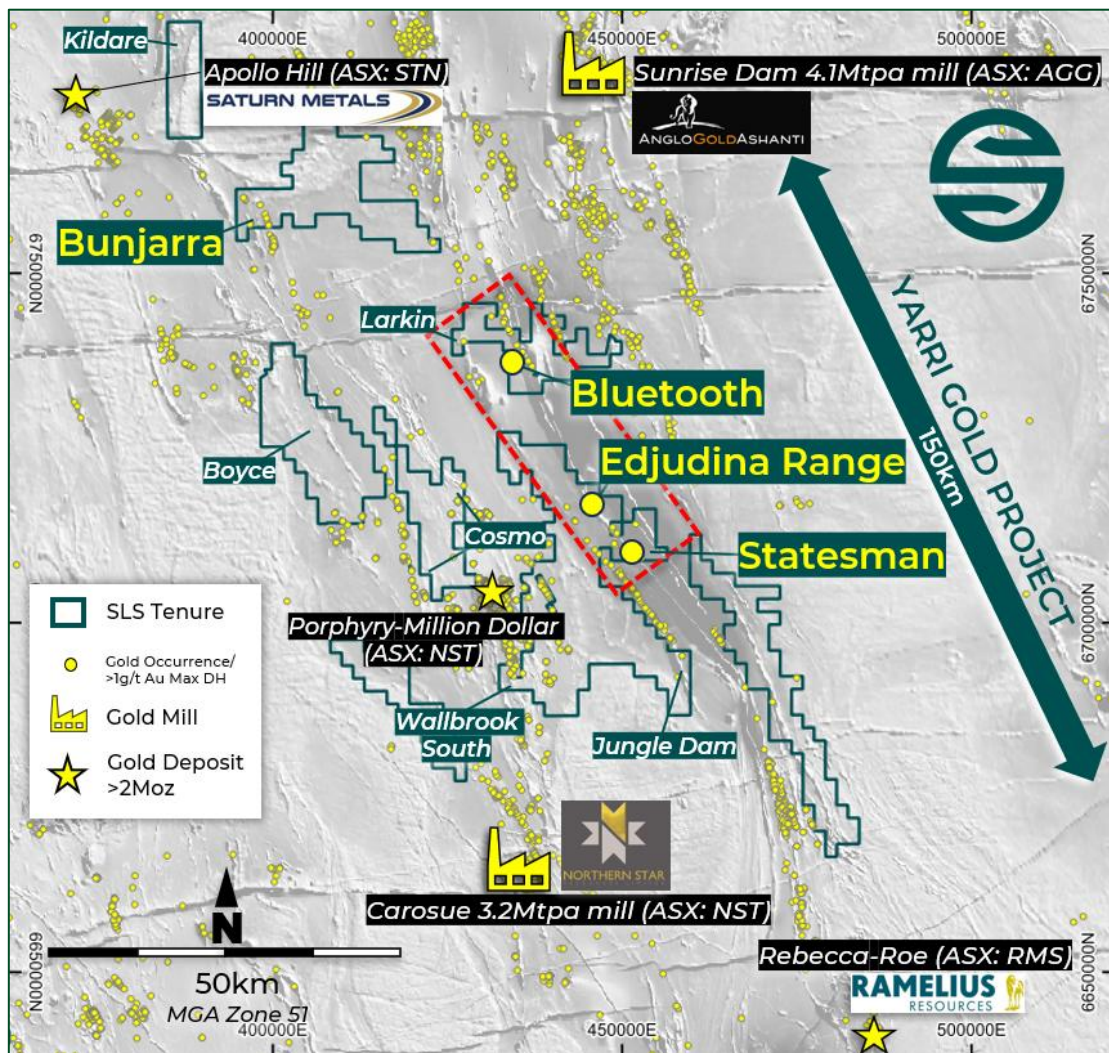 400000E
450000E
500000E
Kildare
Apollo Hill (ASX: STN)
SATURN METALS
Sunrise Dam 4.1Mtpa mill (ASX: AGG)
ANGLOGOLDASHANTI
Bunjarra
6750000N
6750000N
Larkin
Bluetooth
YARRI GOLD PROJECT
150km
Boyce
Edjudina Range
Cosmo
Statesman
SLS Tenure
Gold Occurrence/
>1g/t Au Max DH
Gold Mill
Gold Deposit
>2Moz
Porphyry-Million Dollar
(ASX: NST)
6700000N
Wallbrook
South
Jungle Dam
NORTHERN STAR
Carosue 3.2Mtpa mill (ASX: NST)
N
50km
MGA Zone 51
6650000N
6650000N
Rebecca-Roe (ASX: RMS)
RAMELIUS
RESOURCES
400000E
450000E
500000E